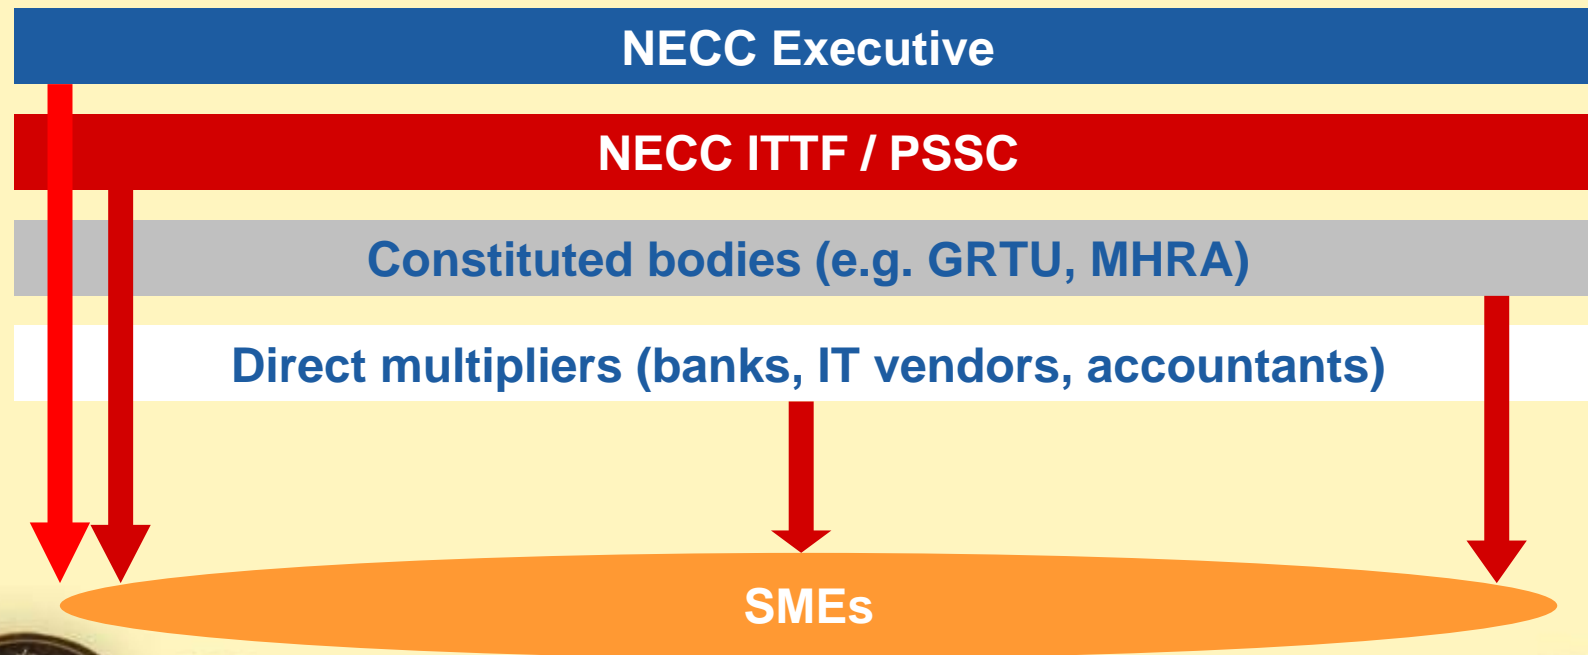 NECC Executive
NECC ITTF / PSSC
Constituted bodies (e.g. GRTU, MHRA)
Direct multipliers (banks, IT vendors, accountants)
SMEs